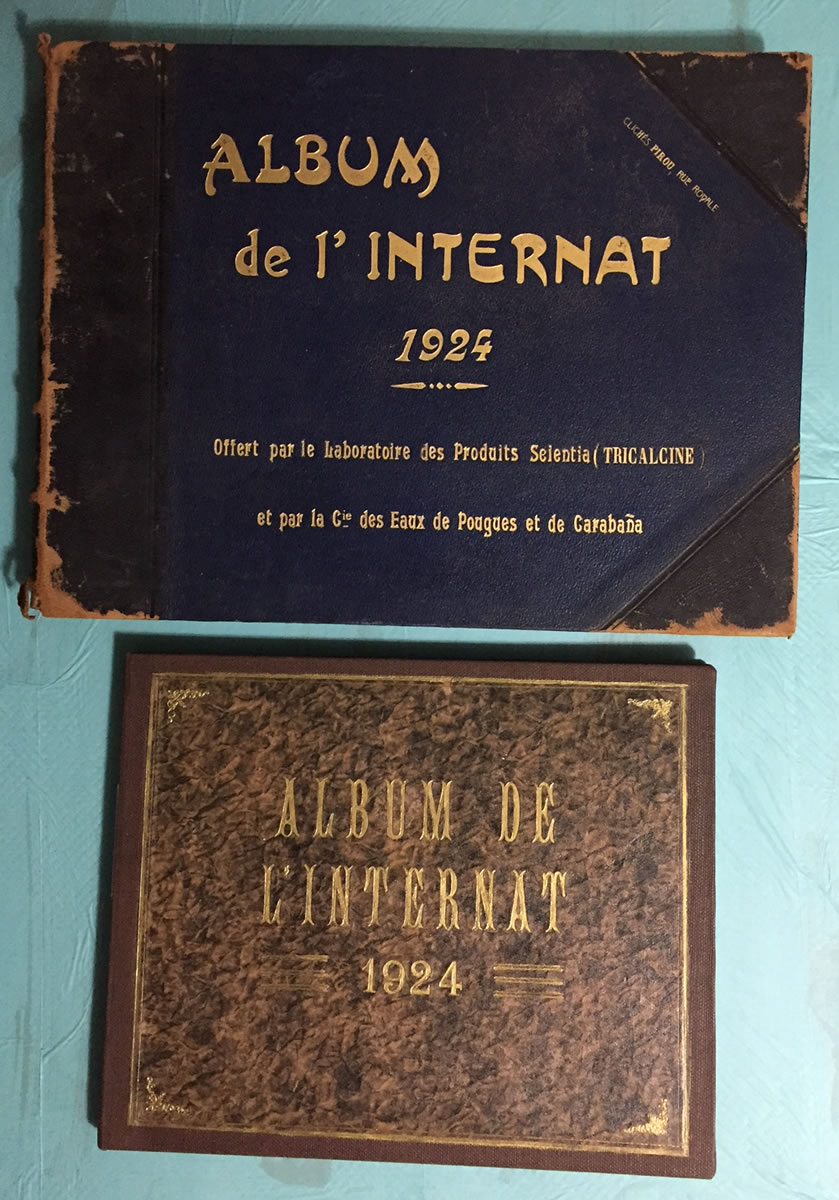 CLICHÉS PIROU, RUE ROYALE
ALBUM
de l'INTERNAT
1924
Offert par le Laboratoire des Produits Scientia (TRICALCINE)
et par la Cie des Eaux de Pougues et de Carabaña
ALBUM DE
L'INTERNAT
1924